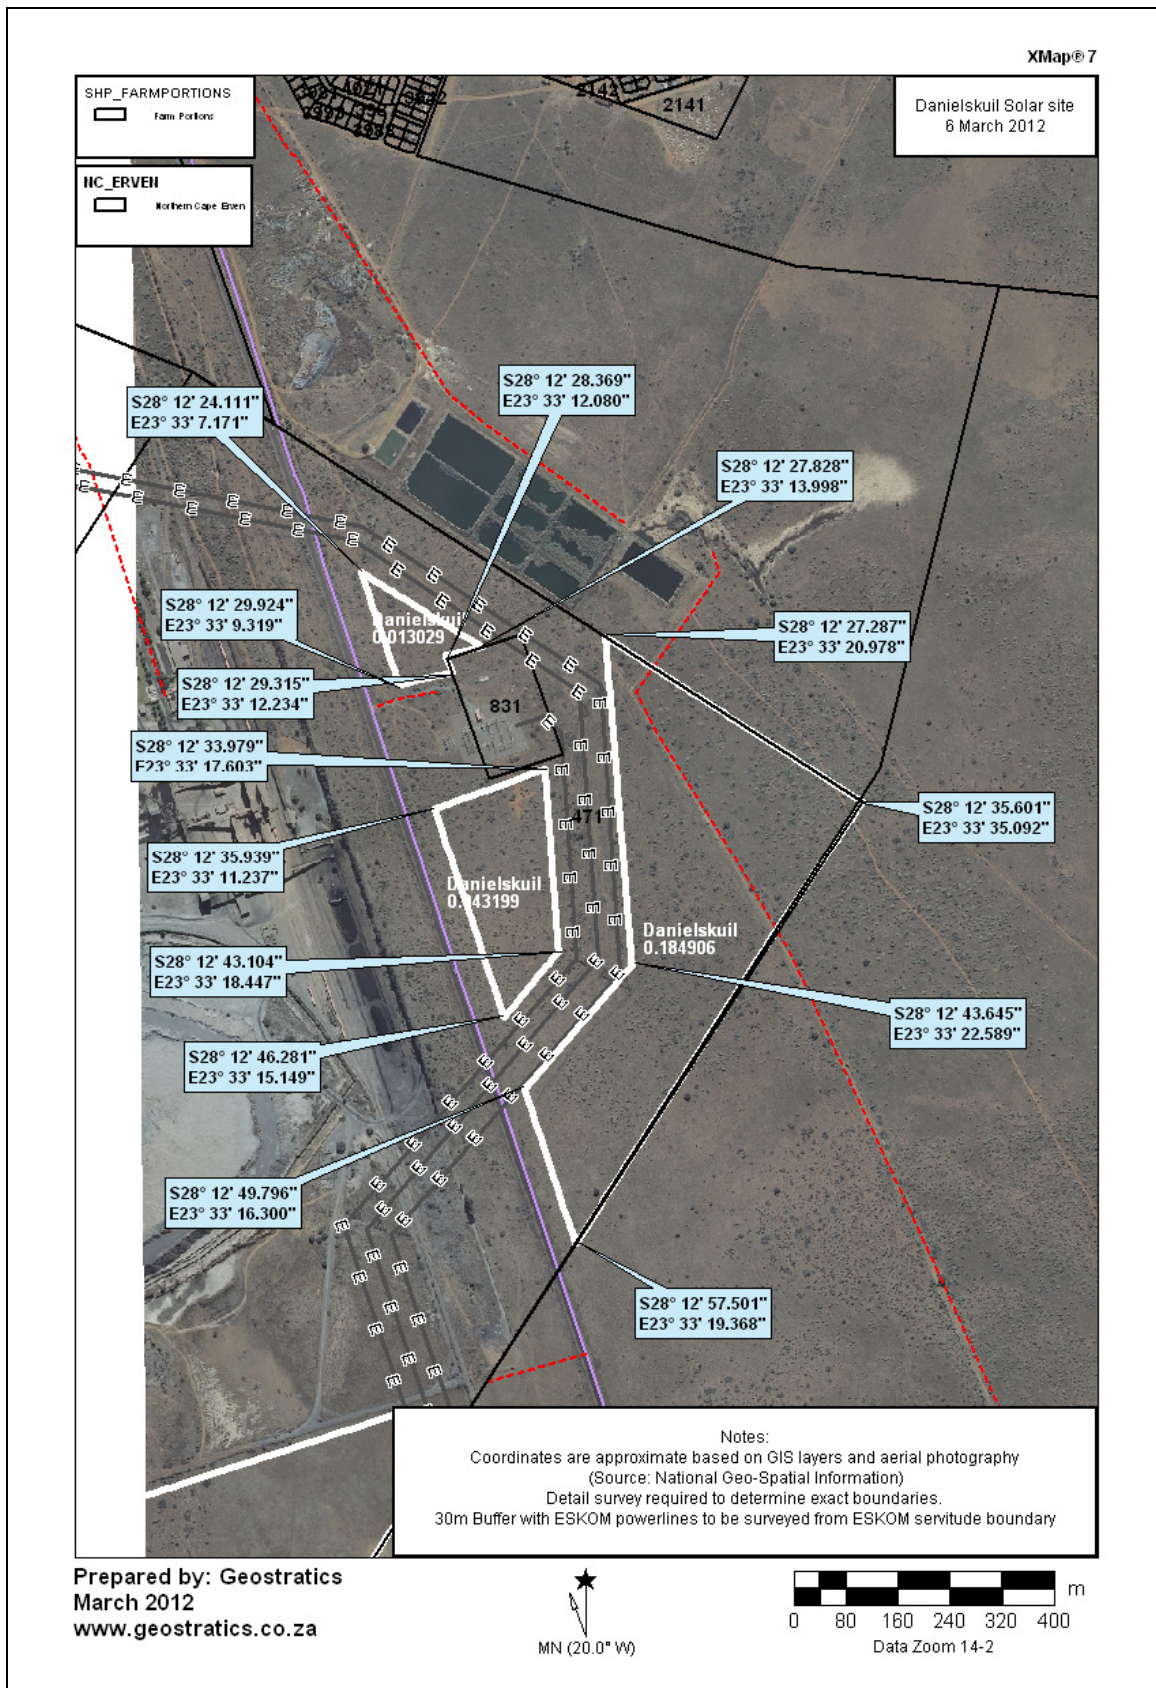 XMap® 7
SHP_FARMPORTIONS
Farm Portions
Danielskuil Solar site
6 March 2012
NC_ERVEN
Northern Cape Erven
2142
2141
S28° 12' 24.111"
E23° 33' 7.171"
S28° 12' 28.369"
E23° 33' 12.080"
S28° 12' 27.828"
E23° 33' 13.998"
S28° 12' 29.924"
E23° 33' 9.319"
Danielskuil
0.013029
S28° 12' 27.287"
E23° 33' 20.978"
S28° 12' 29.315"
E23° 33' 12.234"
831
S28° 12' 33.979"
E23° 33' 17.603"
471
S28° 12' 35.601"
E23° 33' 35.092"
S28° 12' 35.939"
E23° 33' 11.237"
Danielskuil
0.043199
Danielskuil
0.184906
S28° 12' 43.104"
E23° 33' 18.447"
S28° 12' 43.645"
E23° 33' 22.589"
S28° 12' 46.281"
E23° 33' 15.149"
S28° 12' 49.796"
E23° 33' 16.300"
S28° 12' 57.501"
E23° 33' 19.368"
Notes:
Coordinates are approximate based on GIS layers and aerial photography
(Source: National Geo-Spatial Information)
Detail survey required to determine exact boundaries.
30m Buffer with ESKOM powerlines to be surveyed from ESKOM servitude boundary
Prepared by: Geostratics
March 2012
www.geostratics.co.za
MN (20.0° W)
m
0 80 160 240 320 400
Data Zoom 14-2